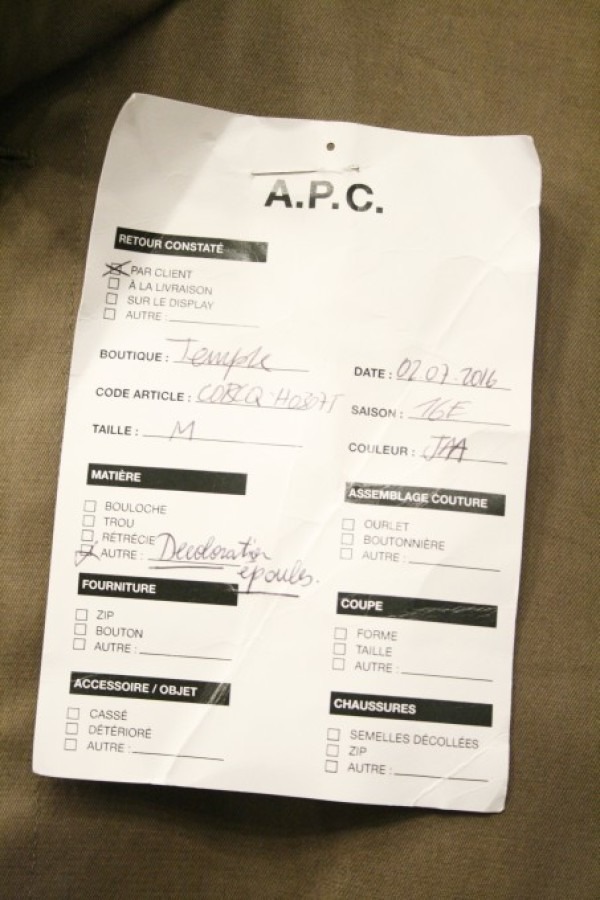 A.P.C.
RETOUR CONSTATÉ
PAR CLIENT
À LA LIVRAISON
SUR LE DISPLAY
AUTRE :
BOUTIQUE : Temple
DATE : 02.07.2016
CODE ARTICLE :
SAISON : 16E
TAILLE : M
COULEUR : JAA
MATIÈRE
BOULOCHE
TROU
RÉTRÉCIE
AUTRE : Decoloration
épaules.
ASSEMBLAGE COUTURE
OURLET
BOUTONNIÈRE
AUTRE :
FOURNITURE
ZIP
BOUTON
AUTRE :
COUPE
FORME
TAILLE
AUTRE :
ACCESSOIRE / OBJET
CASSÉ
DÉTÉRIORÉ
AUTRE :
CHAUSSURES
SEMELLES DÉCOLLÉES
ZIP
AUTRE :